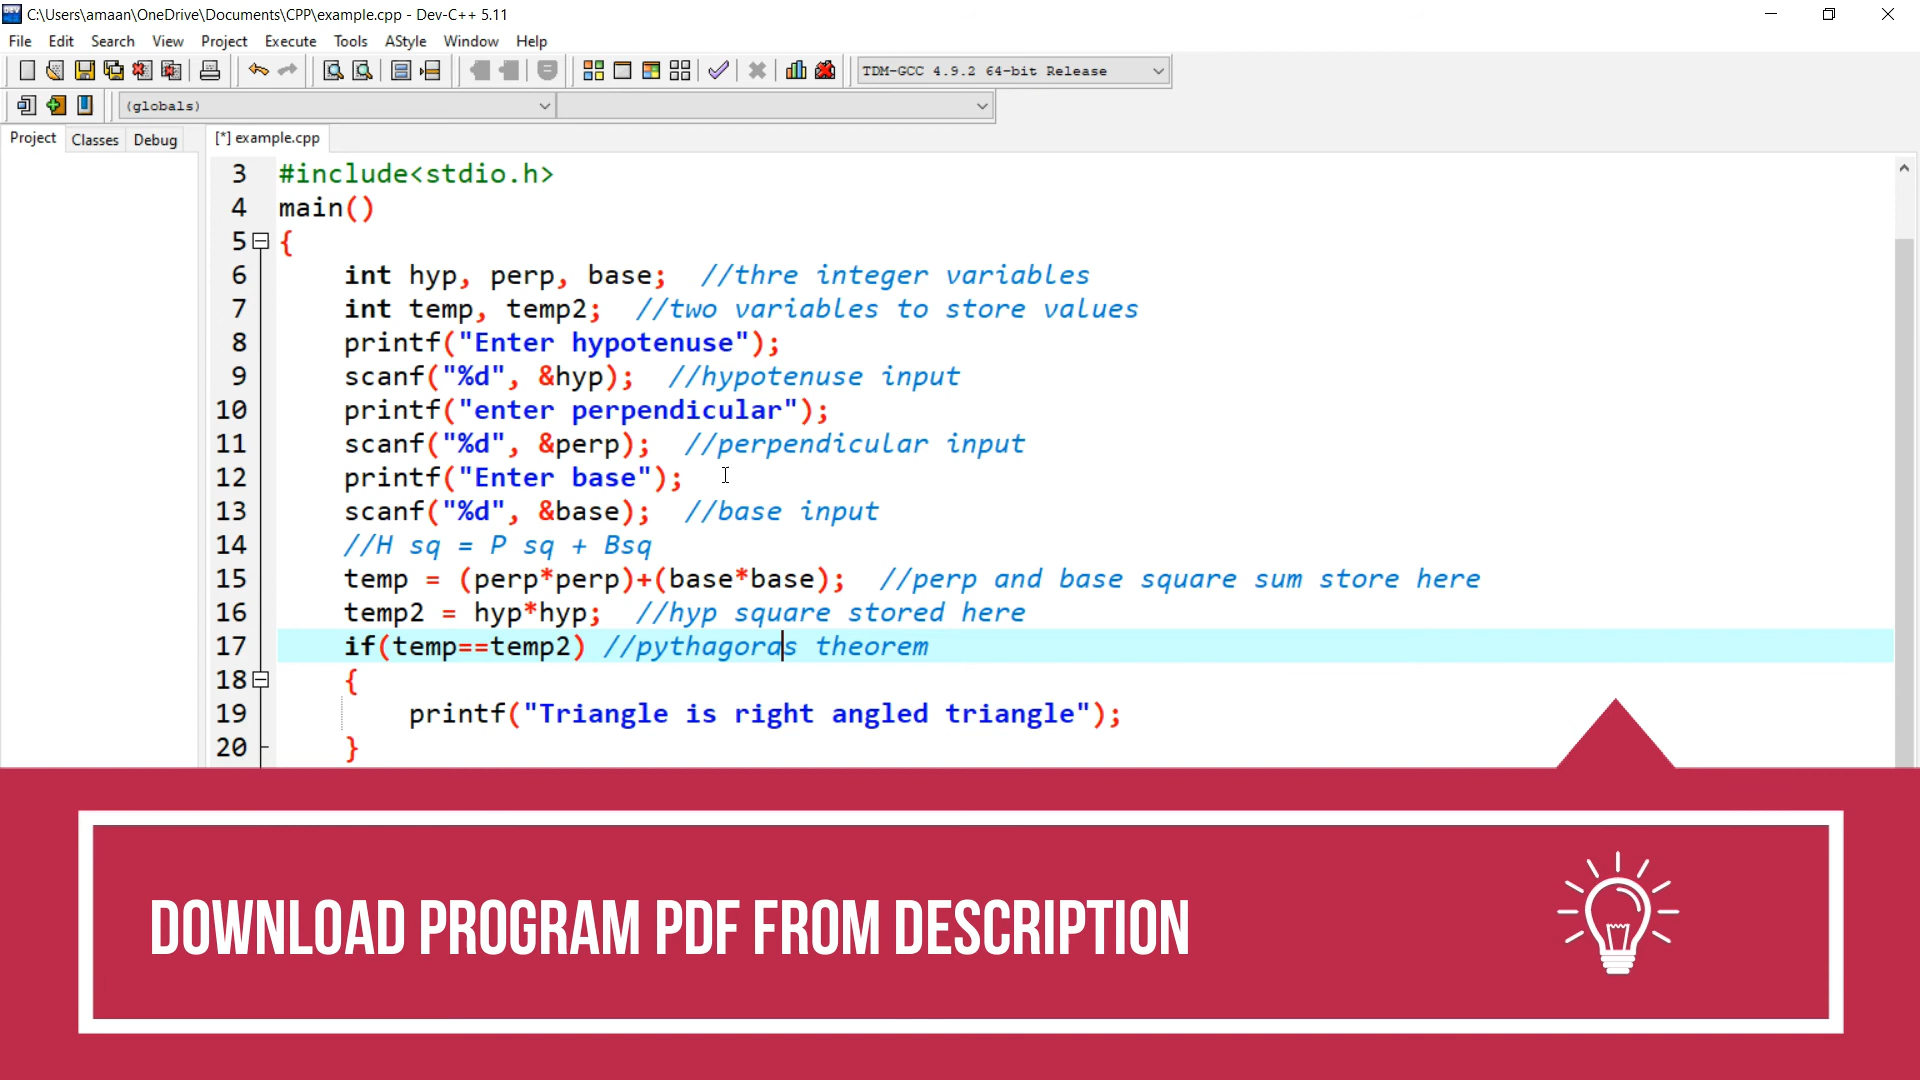 C:\Users\amaan\OneDrive\Documents\CPP\example.cpp - Dev-C++ 5.11
File Edit Search View Project Execute Tools AStyle Window Help
TDM-GCC 4.9.2 64-bit Release
(globals)
Project Classes Debug
[*] example.cpp
3 #include<stdio.h>
4 main()
5 {
6 int hyp, perp, base; //thre integer variables
7 int temp, temp2; //two variables to store values
8 printf("Enter hypotenuse");
9 scanf("%d", &hyp); //hypotenuse input
10 printf("enter perpendicular");
11 scanf("%d", &perp); //perpendicular input
12 printf("Enter base");
13 scanf("%d", &base); //base input
14 //H sq = P sq + Bsq
15 temp = (perp*perp)+(base*base); //perp and base square sum store here
16 temp2 = hyp*hyp; //hyp square stored here
17 if(temp==temp2) //pythagoras theorem
18 {
19 printf("Triangle is right angled triangle");
20 }
DOWNLOAD PROGRAM PDF FROM DESCRIPTION